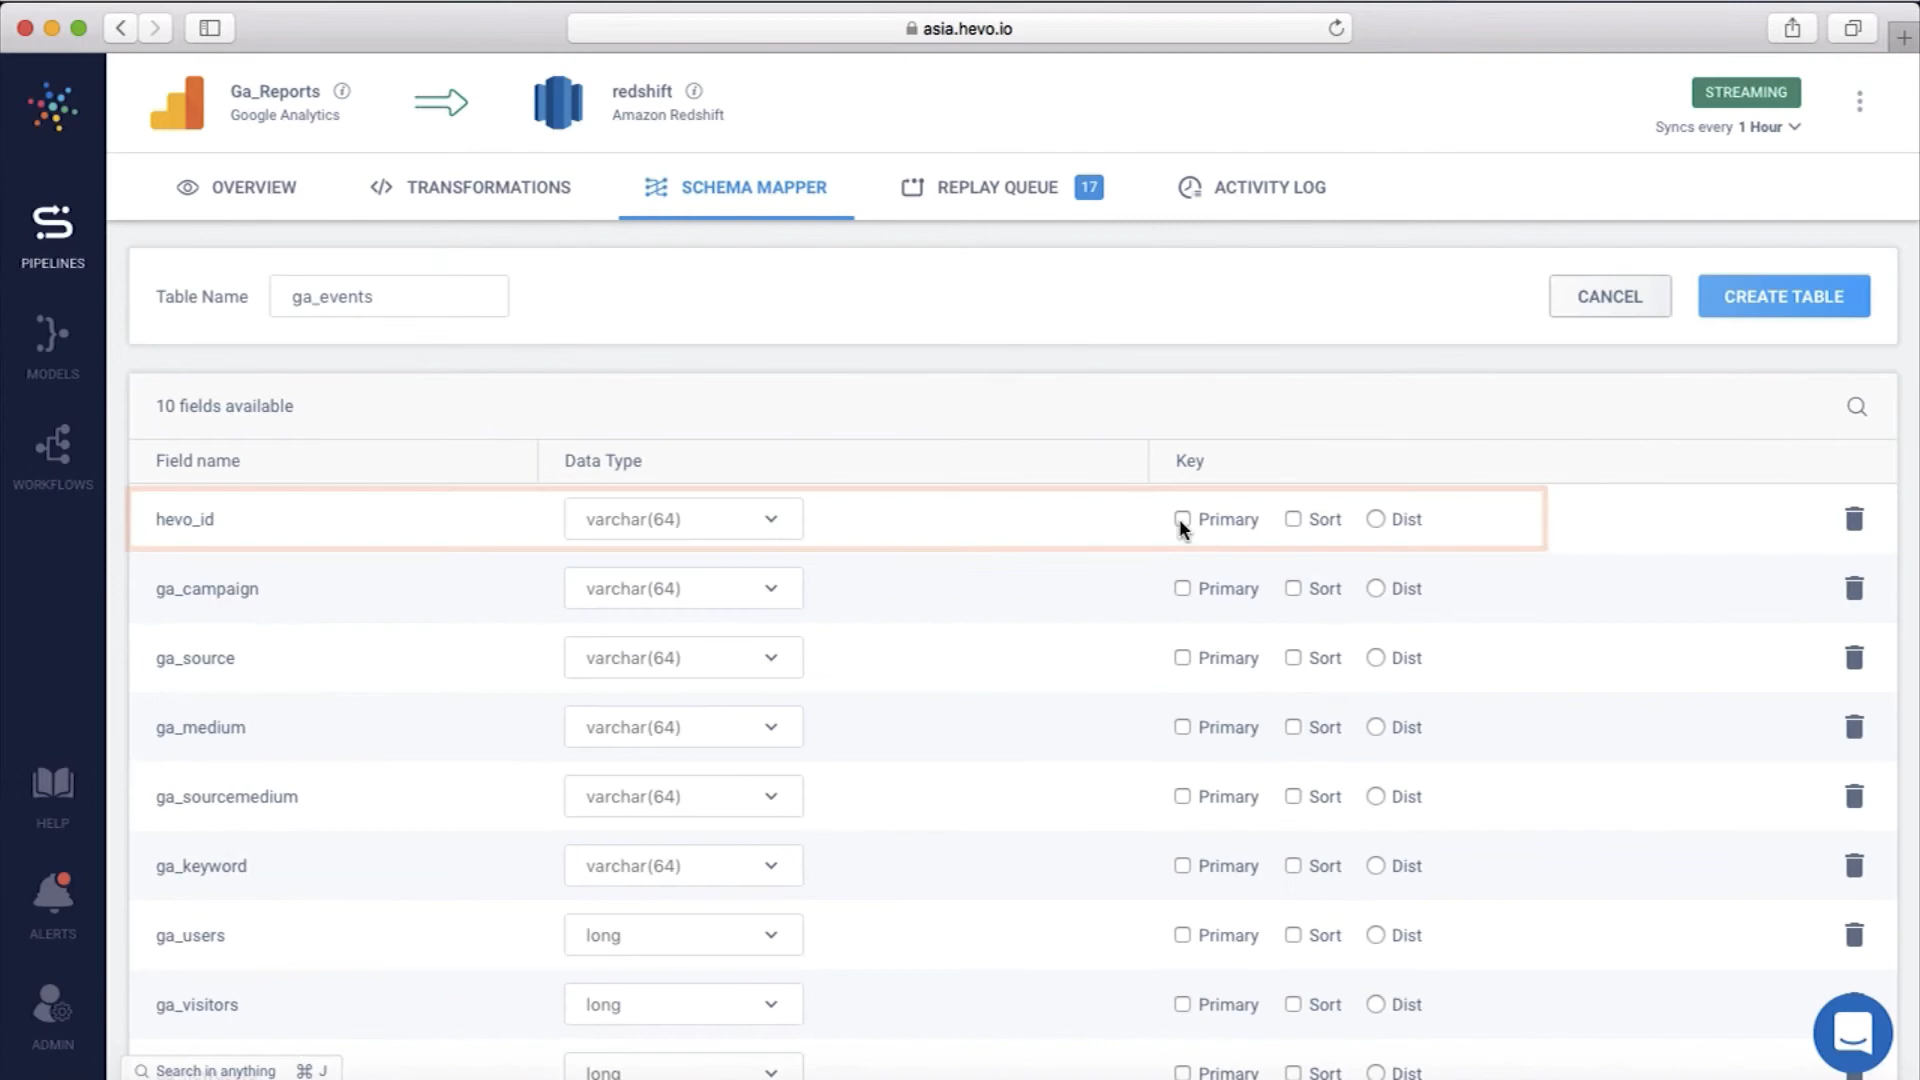 asia.hevo.io
Ga_Reports
Google Analytics
redshift
Amazon Redshift
STREAMING
Syncs every 1 Hour
OVERVIEW
</> TRANSFORMATIONS
SCHEMA MAPPER
REPLAY QUEUE 17
ACTIVITY LOG
PIPELINES
MODELS
WORKFLOWS
HELP
ALERTS
ADMIN
Table Name ga_events
CANCEL
CREATE TABLE
10 fields available
Field name Data Type Key
hevo_id varchar(64) Primary Sort Dist
ga_campaign varchar(64) Primary Sort Dist
ga_source varchar(64) Primary Sort Dist
ga_medium varchar(64) Primary Sort Dist
ga_sourcemedium varchar(64) Primary Sort Dist
ga_keyword varchar(64) Primary Sort Dist
ga_users long Primary Sort Dist
ga_visitors long Primary Sort Dist
long Primary Sort Dist
Search in anything ⌘ J